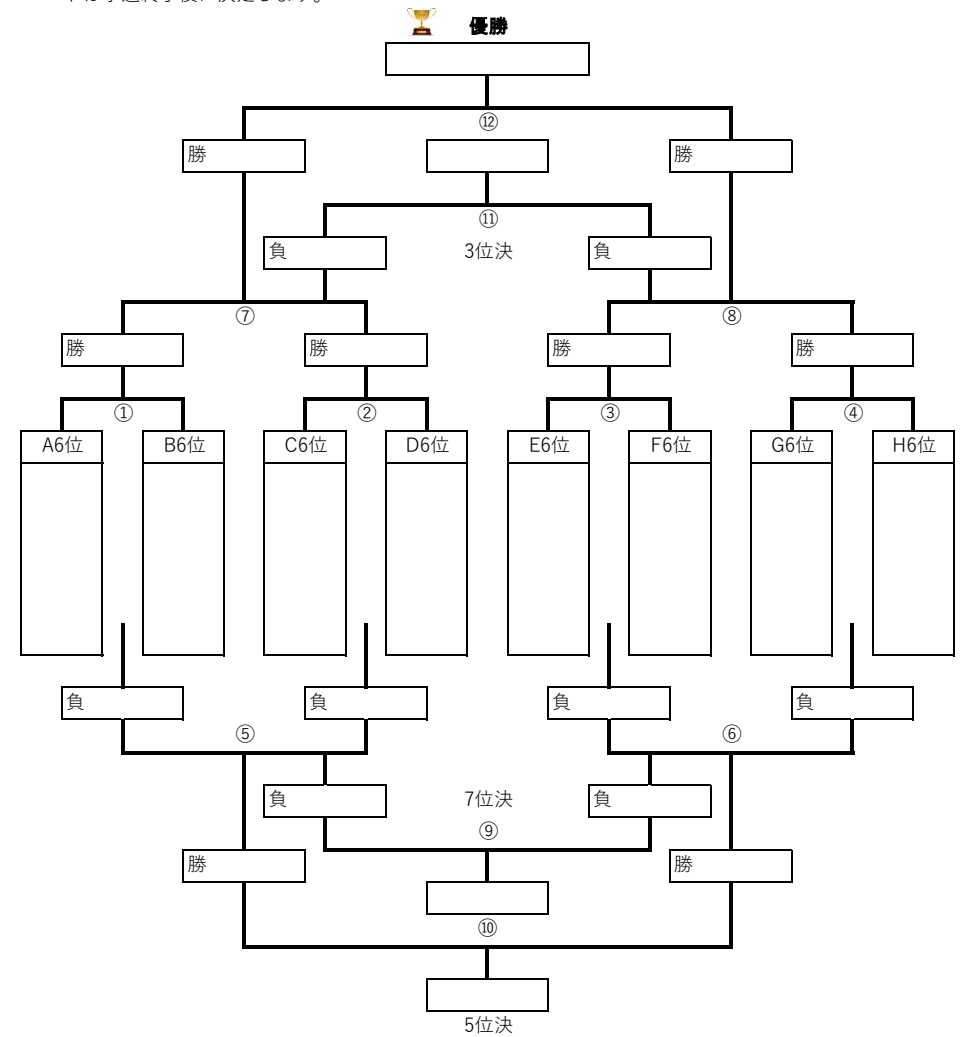 優勝
⑫
勝 勝
⑪
負 3位決 負
⑦ ⑧
勝 勝 勝 勝
① ② ③ ④
A6位 B6位 C6位 D6位 E6位 F6位 G6位 H6位
負 負 負 負
⑤ ⑥
負 7位決 負
⑨
勝 勝
⑩
5位決